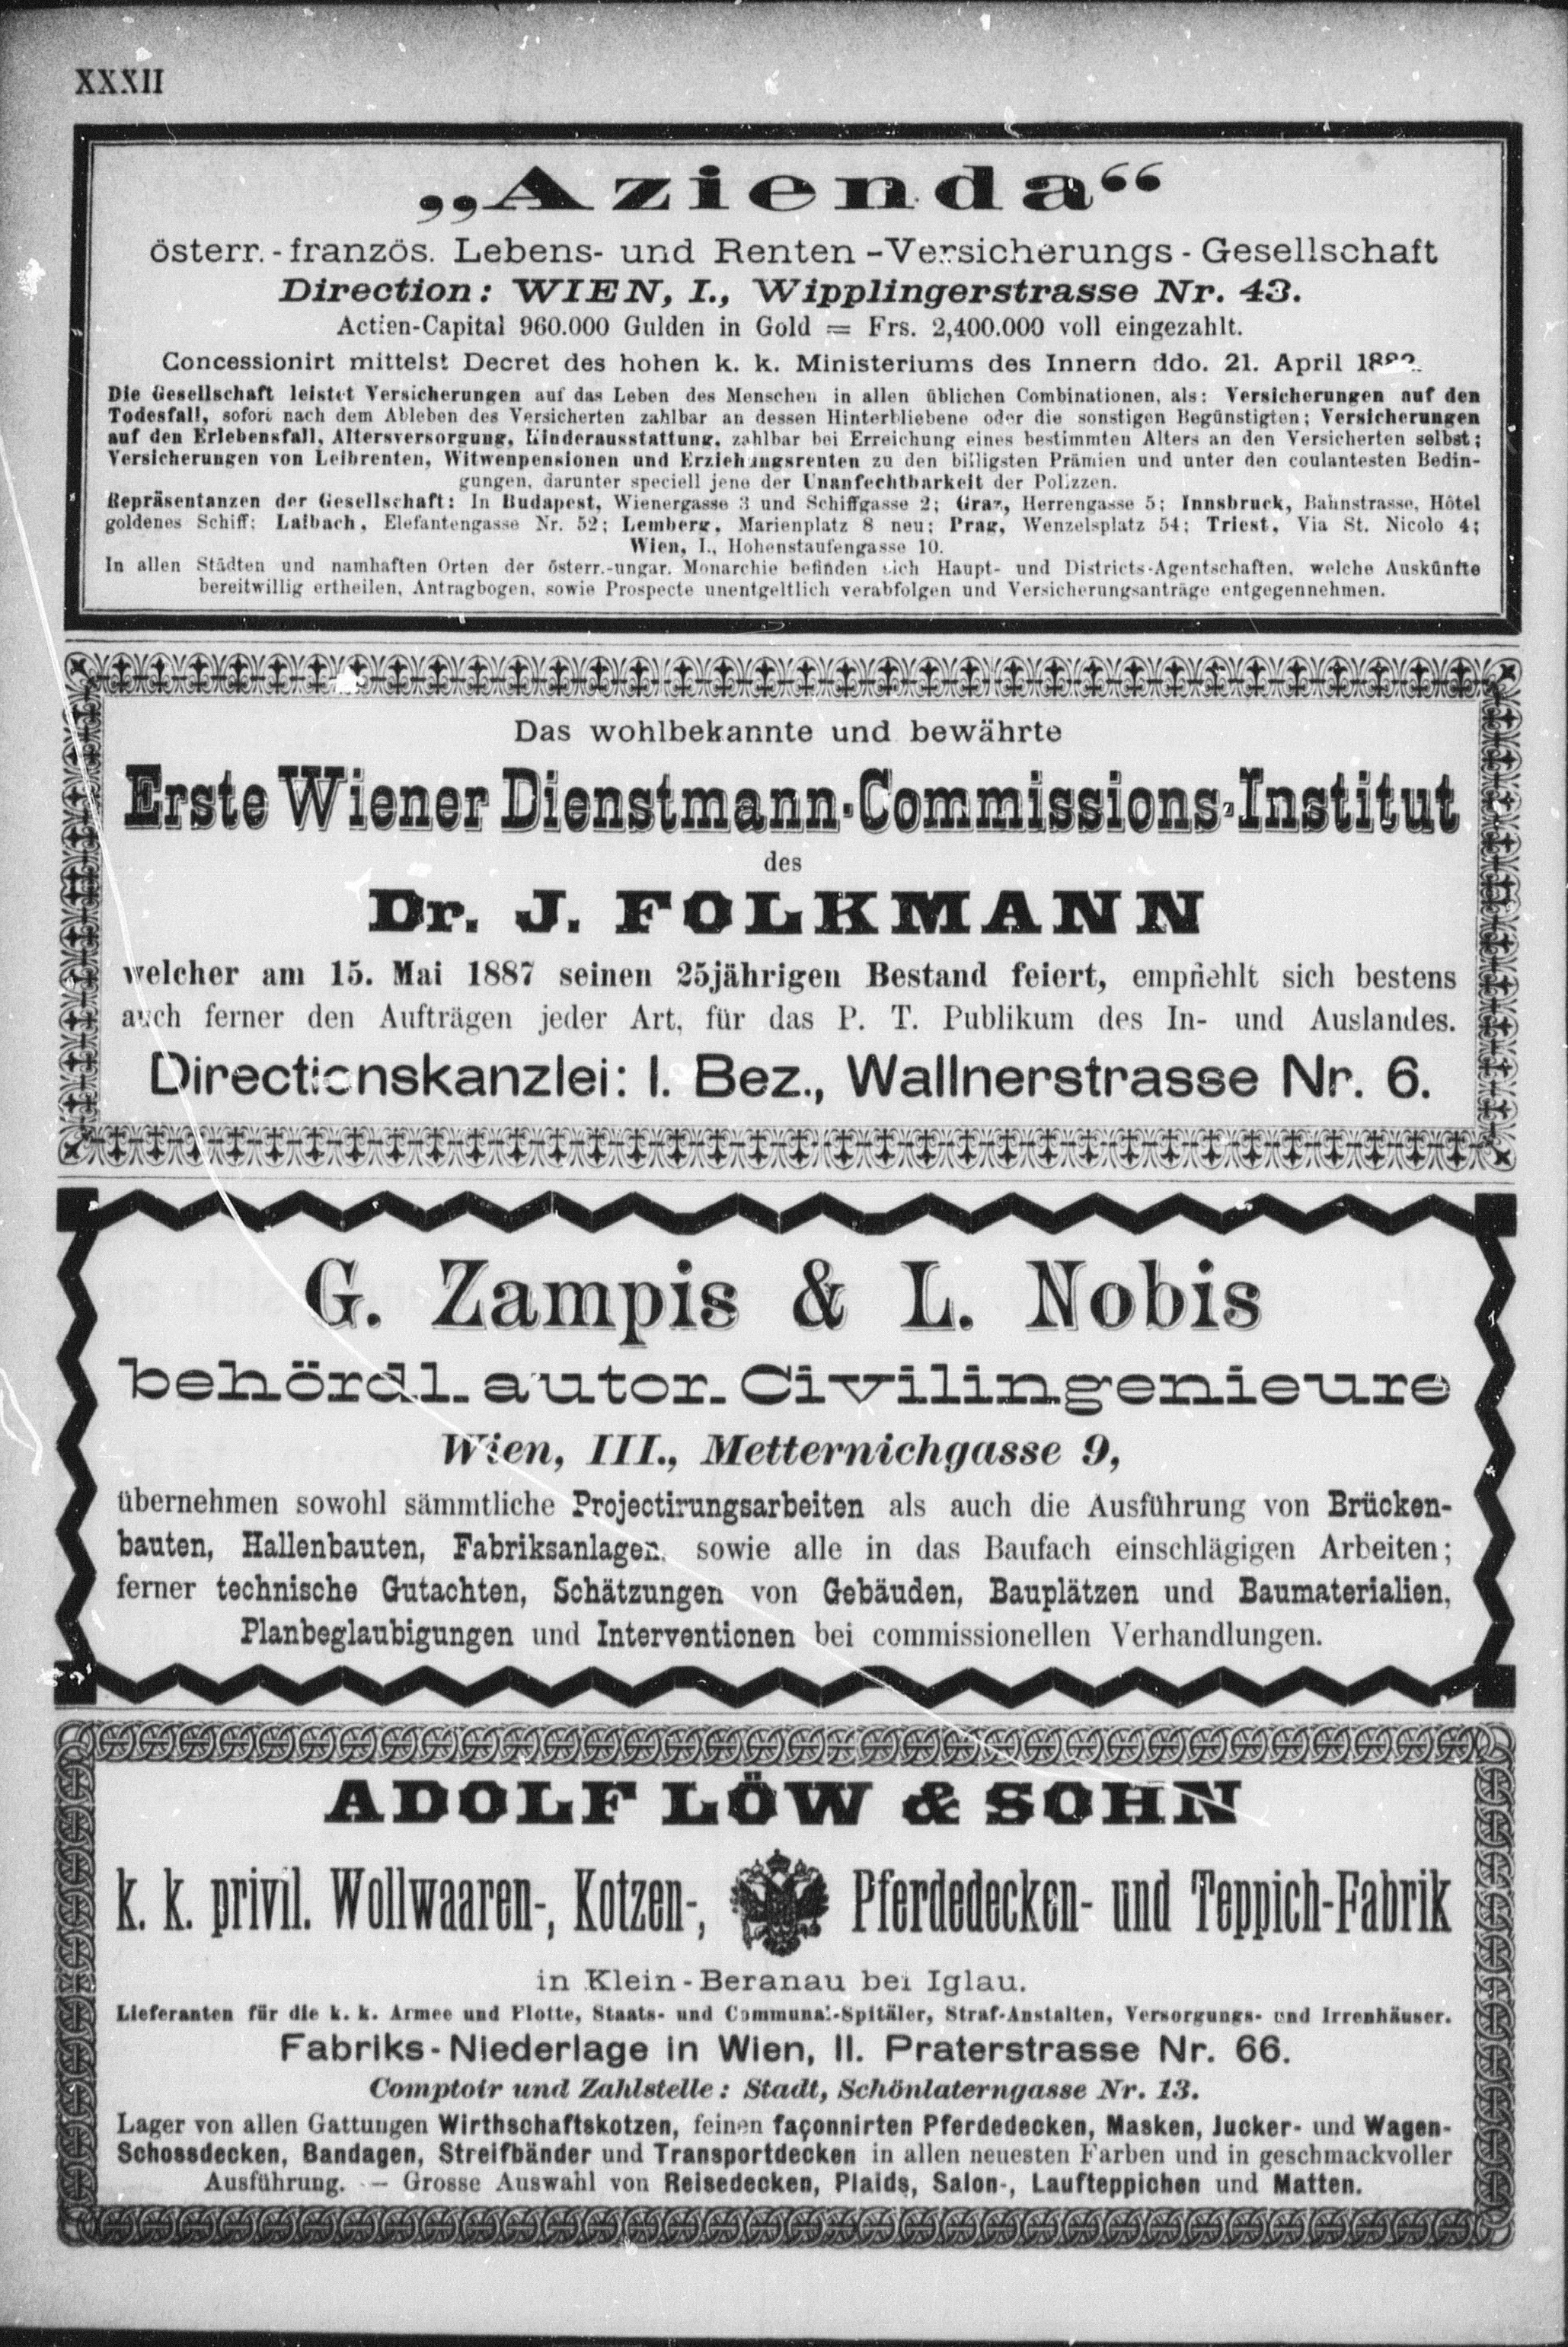 XXXII
„Azienda“
österr.-französ. Lebens- und Renten-Versicherungs-Gesellschaft
Direction: WIEN, I., Wipplingerstrasse Nr. 43.
Actien-Capital 960.000 Gulden in Gold = Frs. 2,400.000 voll eingezahlt.
Concessionirt mittelst Decret des hohen k. k. Ministeriums des Innern ddo. 21. April
Die Gesellschaft leistet Versicherungen auf das Leben des Menschen in allen üblichen Combinationen, als: Versicherungen auf den
Todesfall, sofort nach dem Ableben des Versicherten zahlbar an dessen Hinterbliebene oder die sonstigen Begünstigten; Versicherungen
auf den Erlebensfall, Altersversorgung, Kinderausstattung, zahlbar bei Erreichung eines bestimmten Alters an den Versicherten selbst;
Versicherungen von Leibrenten, Witwenpensionen und Erziehungsrenten zu den billigsten Prämien und unter den coulantesten Bedin-
gungen, darunter speciell jene der Unanfechtbarkeit der Polizzen.
Repräsentanzen der Gesellschaft: In Budapest, Wienergasse 3 und Schiffgasse 2; Graz, Herrengasse 5; Innsbruck, Bahnstrasse, Hôtel
goldenes Schiff; Laibach, Elefantengasse Nr. 52; Lemberg, Marienplatz 8 neu; Prag, Wenzelsplatz 54; Triest, Via St. Nicolo 4;
Wien, I., Hohenstaufengasse 10.
In allen Städten und namhaften Orten der österr.-ungar. Monarchie befinden sich Haupt- und Districts-Agentschaften, welche Auskünfte
bereitwillig ertheilen, Antragbogen, sowie Prospecte unentgeltlich verabfolgen und Versicherungsanträge entgegennehmen.
Das wohlbekannte und bewährte
Erste Wiener Dienstmann-Commissions-Institut
des
Dr. J. FOLKMANN
welcher am 15. Mai 1887 seinen 25jährigen Bestand feiert, empfiehlt sich bestens
auch ferner den Aufträgen jeder Art, für das P. T. Publikum des In- und Auslandes.
Directionskanzlei: I. Bez., Wallnerstrasse Nr. 6.
G. Zampis & L. Nobis
behördl. autor. Civilingenieure
Wien, III., Metternichgasse 9,
übernehmen sowohl sämmtliche Projectirungsarbeiten als auch die Ausführung von Brücken-
bauten, Hallenbauten, Fabriksanlagen, sowie alle in das Baufach einschlägigen Arbeiten;
ferner technische Gutachten, Schätzungen von Gebäuden, Bauplätzen und Baumaterialien,
Planbeglaubigungen und Interventionen bei commissionellen Verhandlungen.
ADOLF LÖW & SOHN
k. k. privil. Wollwaaren-, Kotzen-, Pferdedecken- und Teppich-Fabrik
in Klein-Beranau bei Iglau.
Lieferanten für die k. k. Armee und Flotte, Staats- und Communal-Spitäler, Straf-Anstalten, Versorgungs- und Irrenhäuser.
Fabriks-Niederlage in Wien, II. Praterstrasse Nr. 66.
Comptoir und Zahlstelle: Stadt, Schönlaterngasse Nr. 13.
Lager von allen Gattungen Wirthschaftskotzen, feinen façonnirten Pferdedecken, Masken, Jucker- und Wagen-
Schossdecken, Bandagen, Streifbänder und Transportdecken in allen neuesten Farben und in geschmackvoller
Ausführung. — Grosse Auswahl von Reisedecken, Plaids, Salon-, Laufteppichen und Matten.